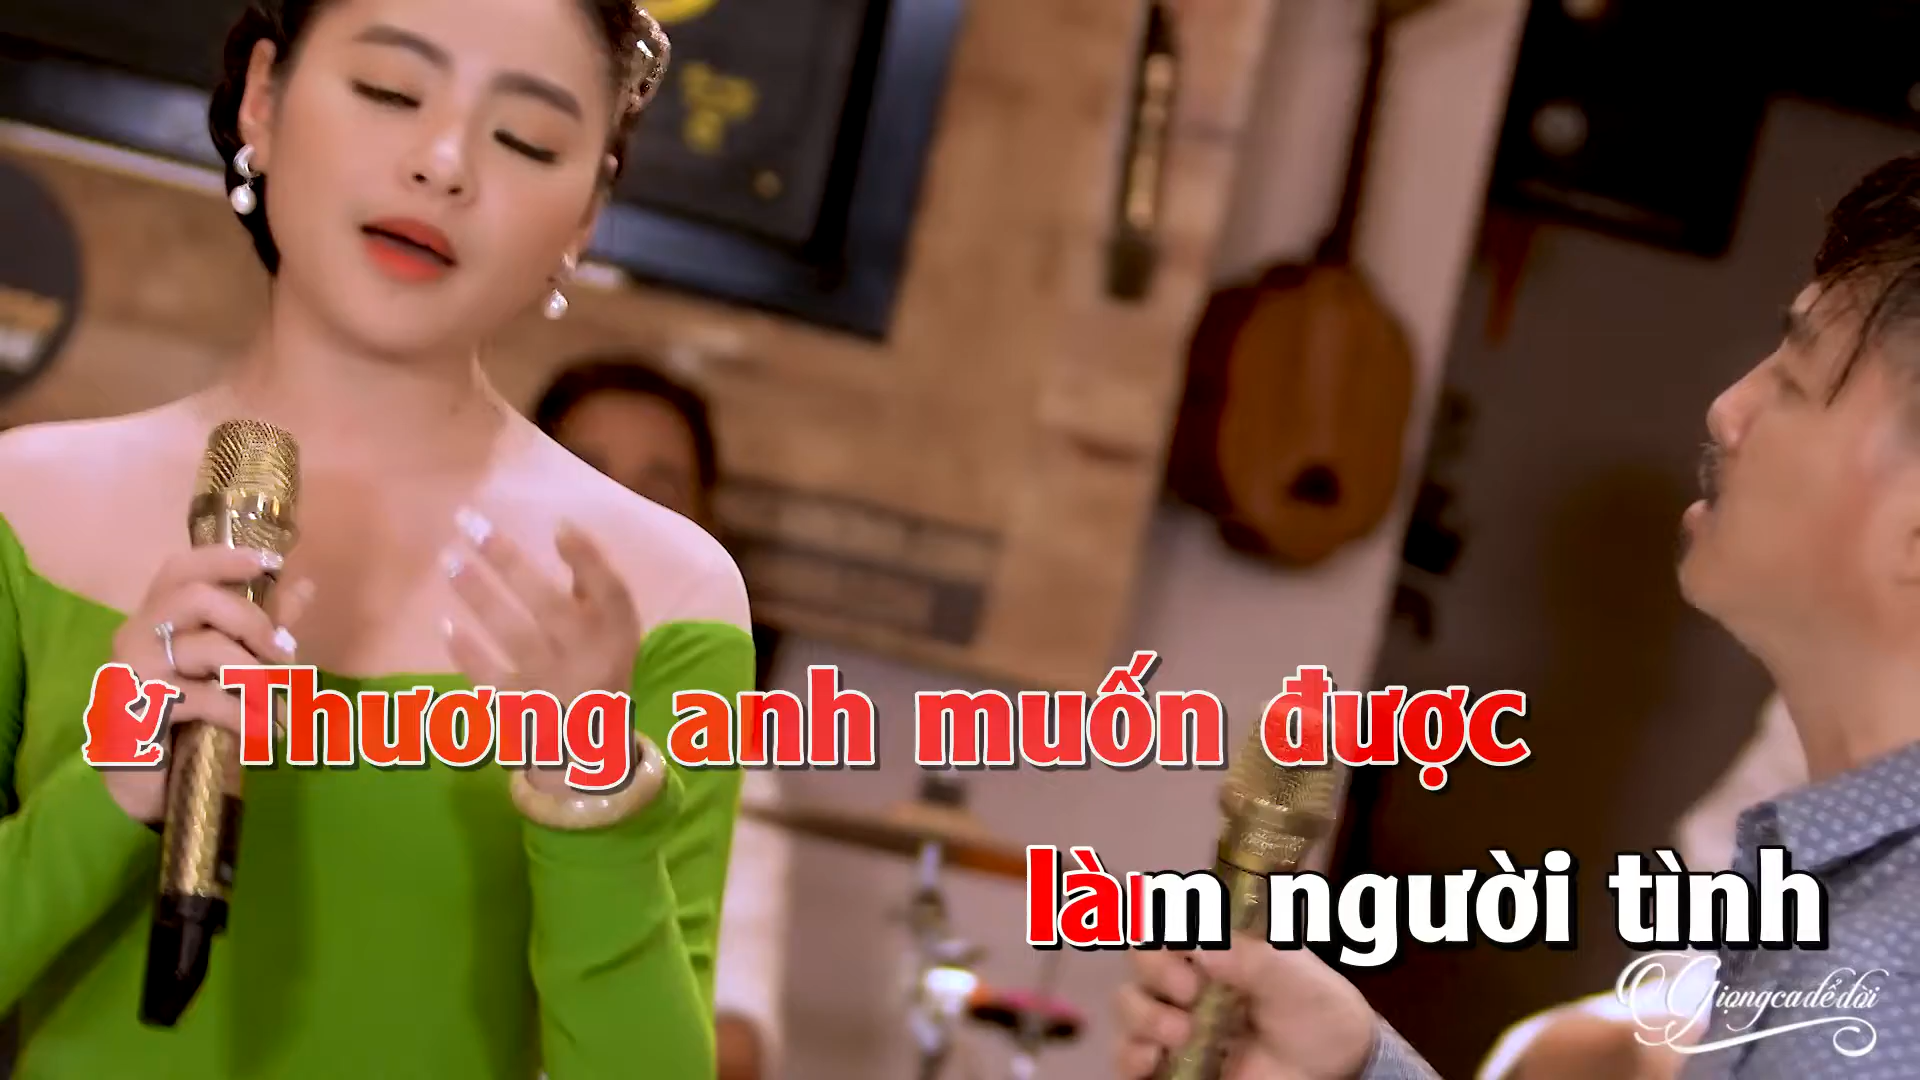 Thương anh muốn được
làm người tình
Giọng ca để đời